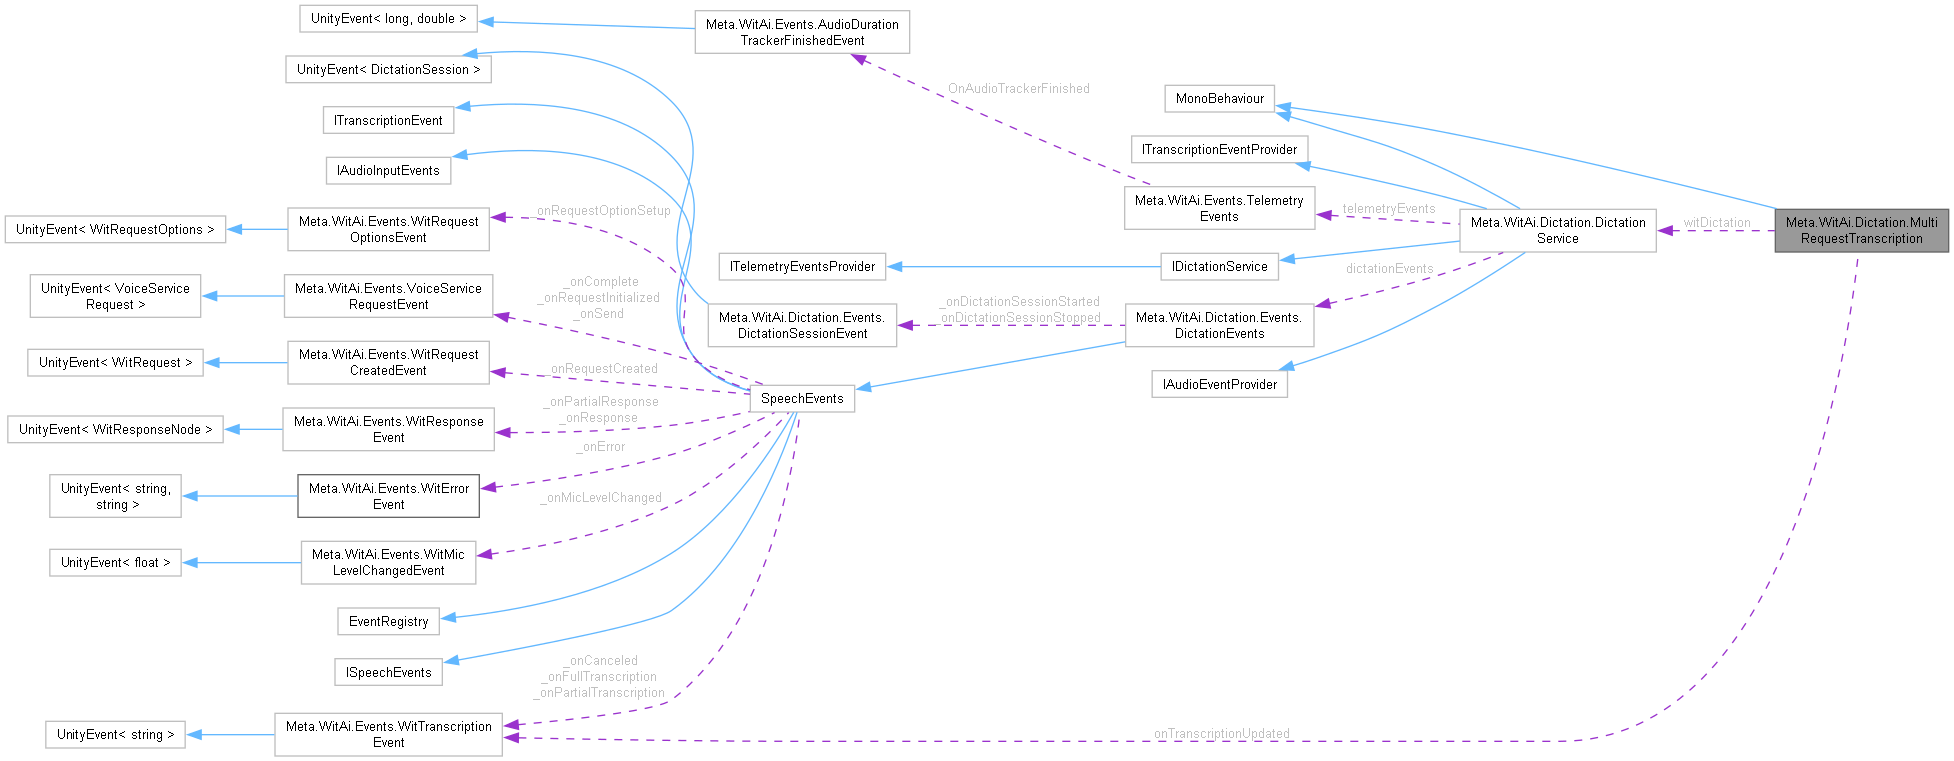 UnityEvent< long, double >
Meta.WitAi.Events.AudioDuration
TrackerFinishedEvent
UnityEvent< DictationSession >
OnAudioTrackerFinished
MonoBehaviour
ITranscriptionEvent
ITranscriptionEventProvider
IAudioInputEvents
Meta.WitAi.Events.Telemetry
Events
telemetryEvents
Meta.WitAi.Dictation.Dictation
Service
witDictation
Meta.WitAi.Dictation.Multi
RequestTranscription
UnityEvent< WitRequestOptions >
Meta.WitAi.Events.WitRequest
OptionsEvent
_onRequestOptionSetup
ITelemetryEventsProvider
IDictationService
dictationEvents
UnityEvent< VoiceService
Request >
Meta.WitAi.Events.VoiceService
RequestEvent
_onComplete
_onRequestInitialized
_onSend
Meta.WitAi.Dictation.Events.
DictationSessionEvent
_onDictationSessionStarted
_onDictationSessionStopped
Meta.WitAi.Dictation.Events.
DictationEvents
UnityEvent< WitRequest >
Meta.WitAi.Events.WitRequest
CreatedEvent
_onRequestCreated
IAudioEventProvider
SpeechEvents
UnityEvent< WitResponseNode >
Meta.WitAi.Events.WitResponse
Event
_onPartialResponse
_onResponse
UnityEvent< string,
string >
Meta.WitAi.Events.WitError
Event
_onError
_onMicLevelChanged
UnityEvent< float >
Meta.WitAi.Events.WitMic
LevelChangedEvent
EventRegistry
ISpeechEvents
_onCanceled
_onFullTranscription
_onPartialTranscription
UnityEvent< string >
Meta.WitAi.Events.WitTranscription
Event
onTranscriptionUpdated